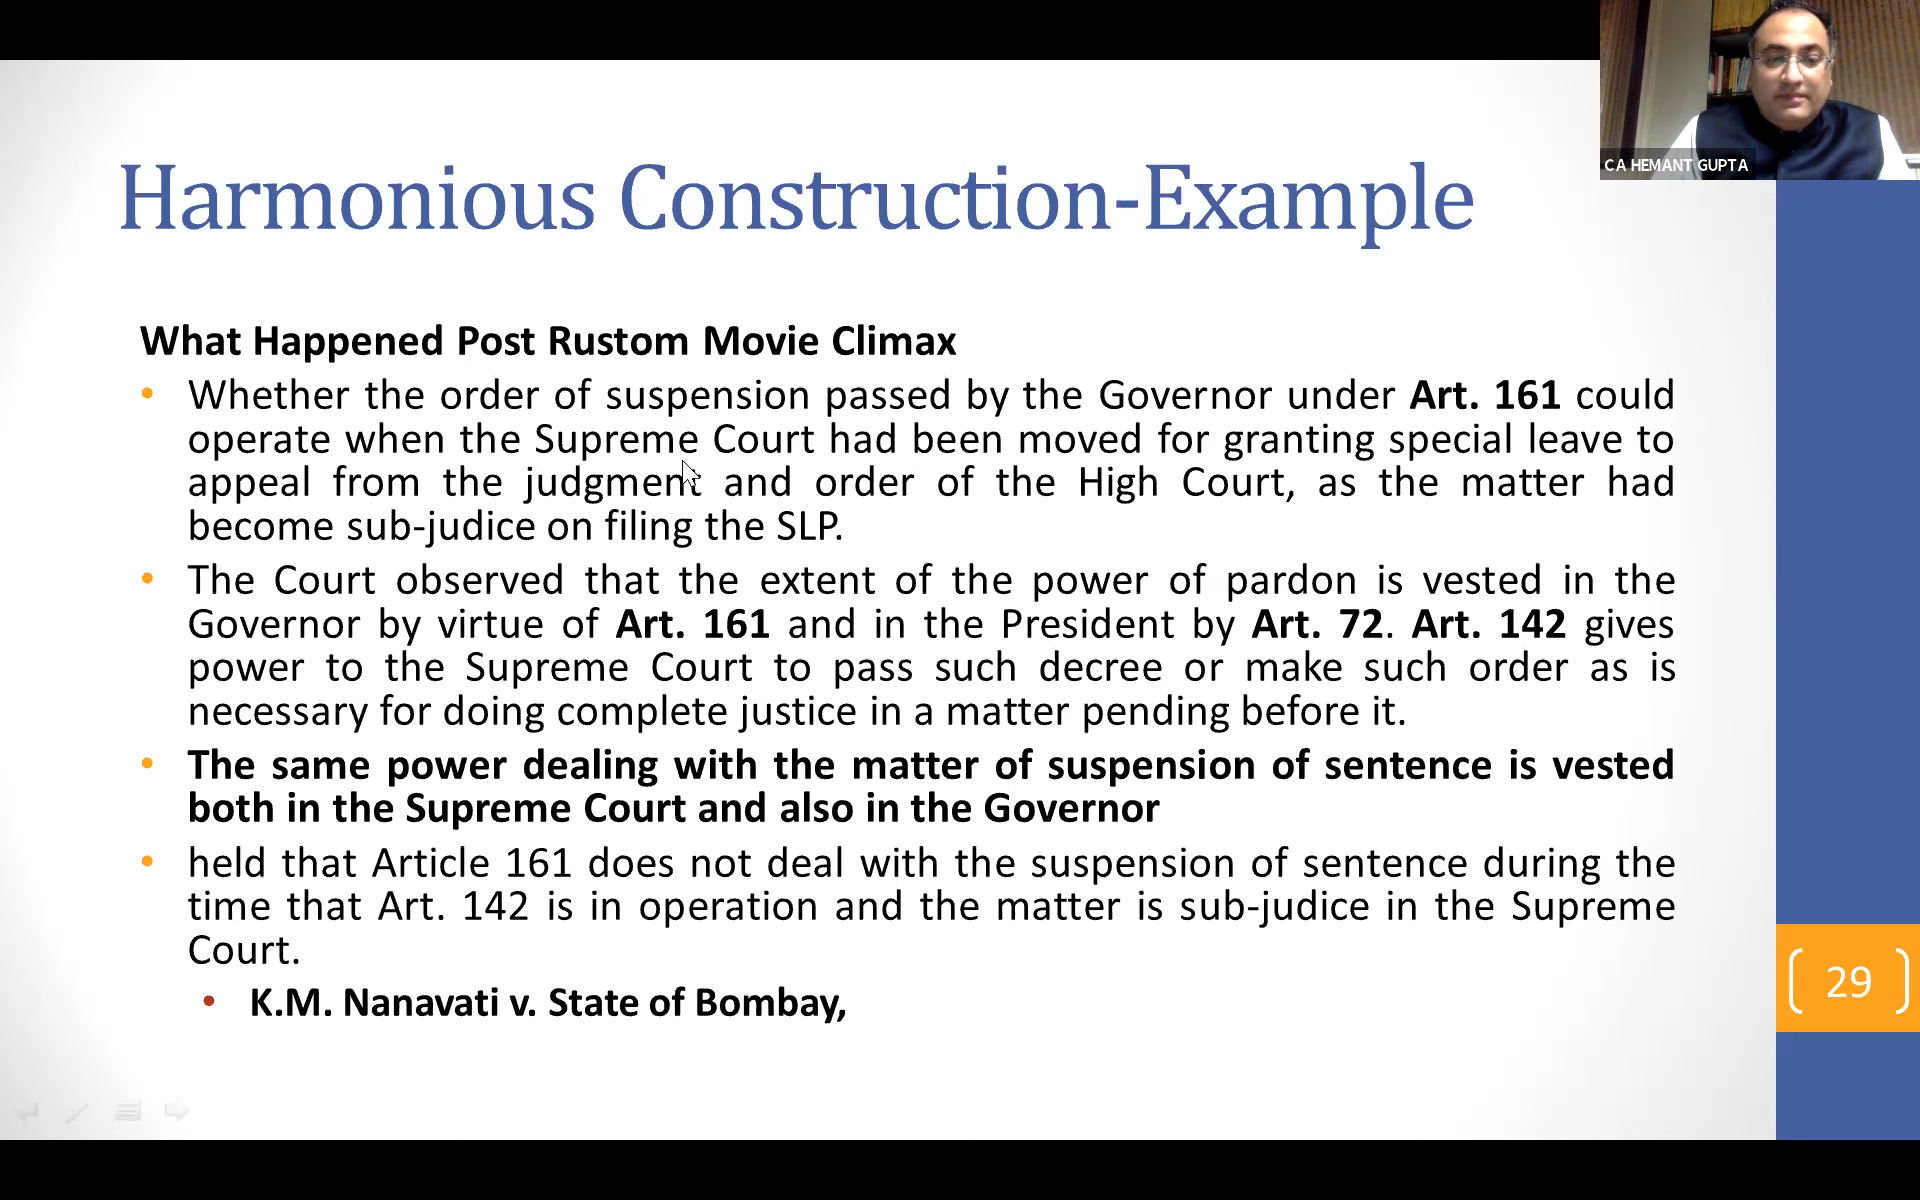 CA HEMANT GUPTA
Harmonious Construction-Example
What Happened Post Rustom Movie Climax
• Whether the order of suspension passed by the Governor under Art. 161 could
operate when the Supreme Court had been moved for granting special leave to
appeal from the judgment and order of the High Court, as the matter had
become sub-judice on filing the SLP.
• The Court observed that the extent of the power of pardon is vested in the
Governor by virtue of Art. 161 and in the President by Art. 72. Art. 142 gives
power to the Supreme Court to pass such decree or make such order as is
necessary for doing complete justice in a matter pending before it.
• The same power dealing with the matter of suspension of sentence is vested
both in the Supreme Court and also in the Governor
• held that Article 161 does not deal with the suspension of sentence during the
time that Art. 142 is in operation and the matter is sub-judice in the Supreme
Court.
• K.M. Nanavati v. State of Bombay,
29